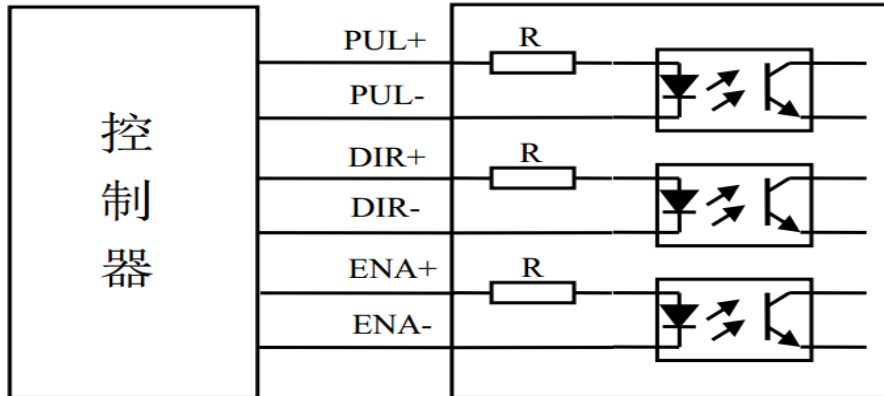 控
制
器
PUL+
R
PUL-
DIR+
R
DIR-
ENA+
R
ENA-